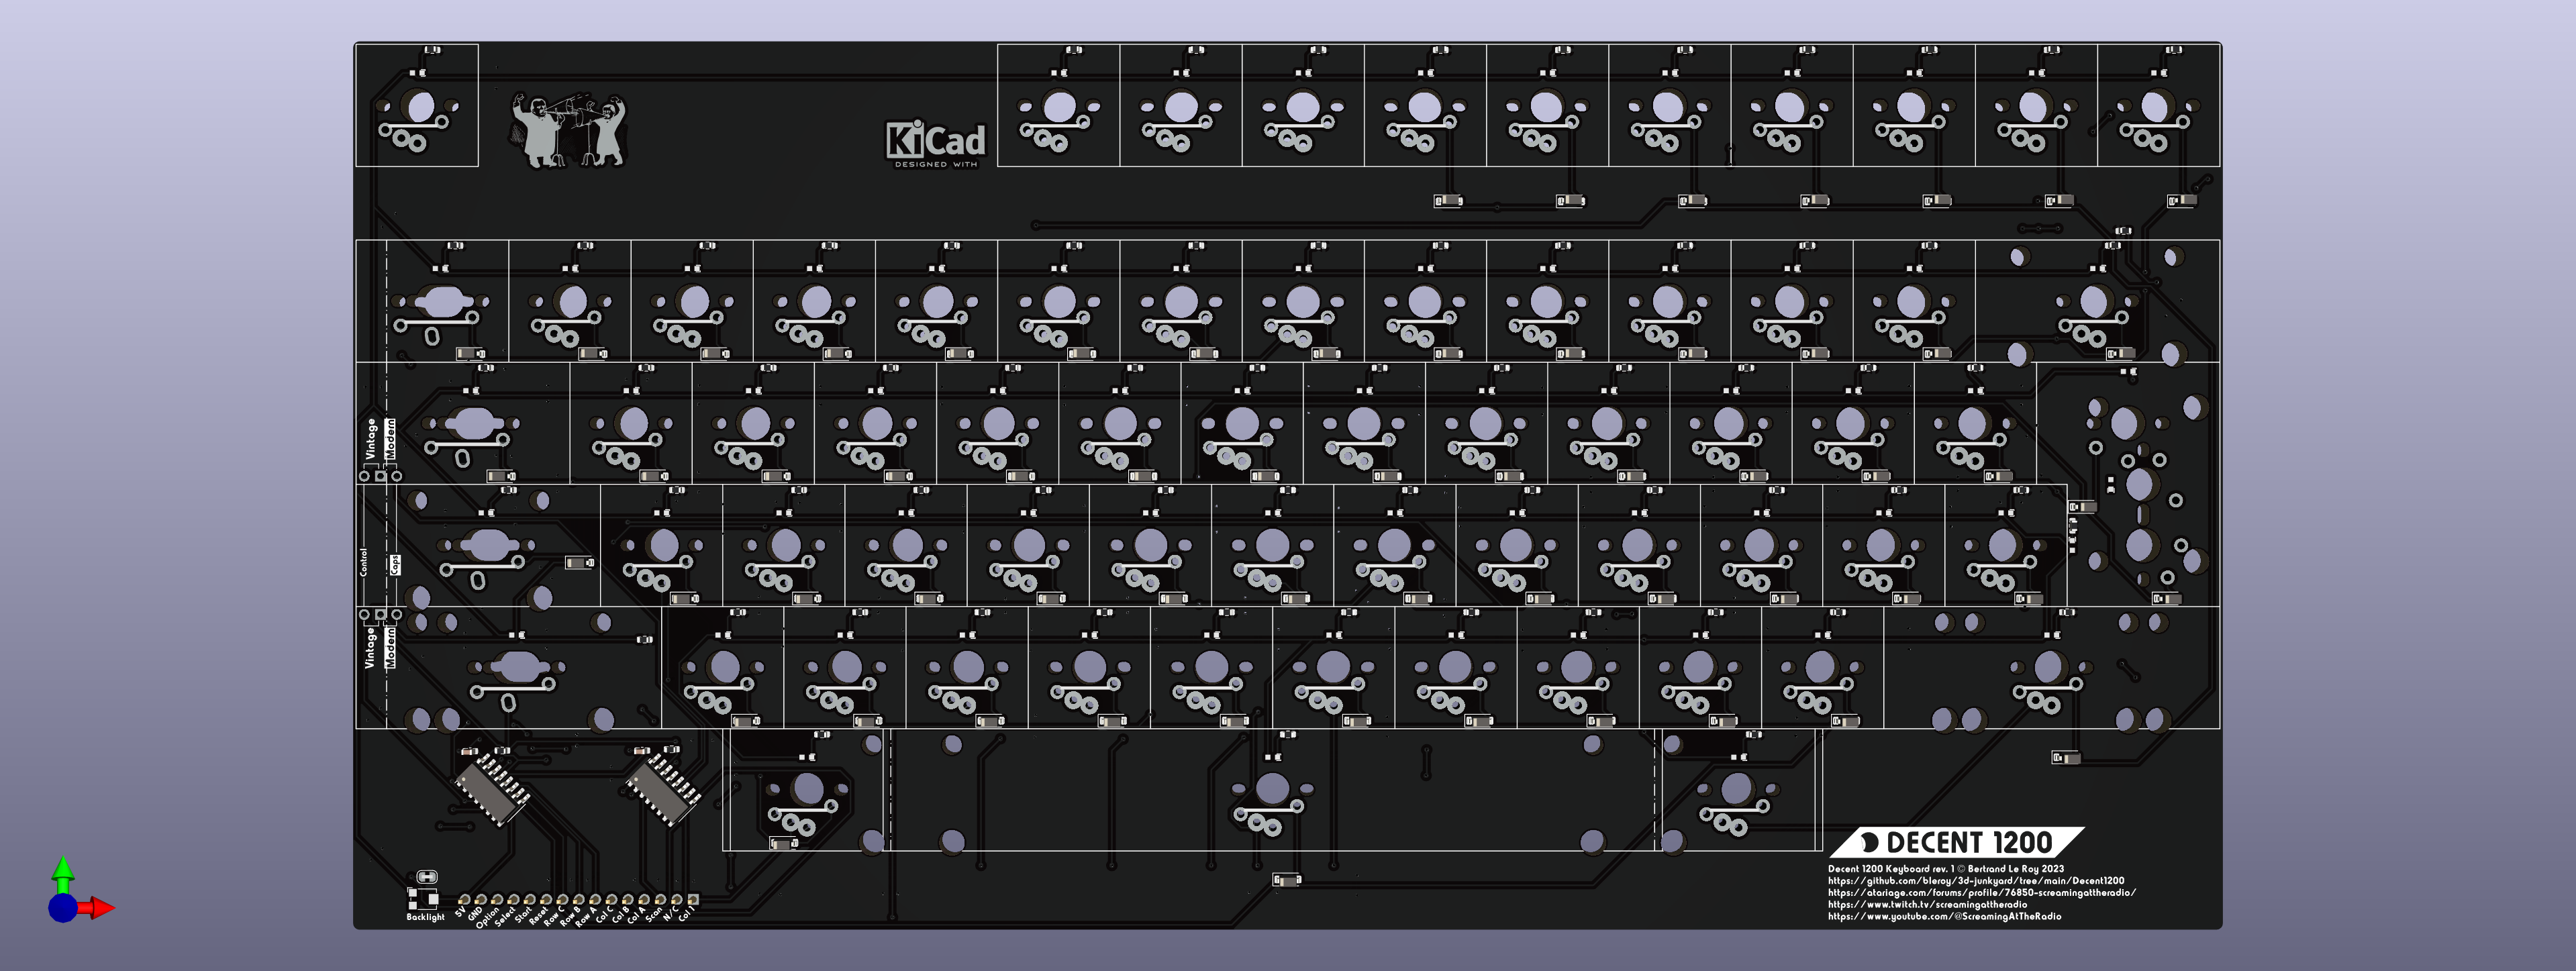 KiCad
DESIGNED WITH
Vintage
Modern
Control
Caps
Vintage
Modern
Backlight
5V
GND
Option
Select
Start
Reset
Row C
Row B
Row A
Col C
Col B
Col A
Scan
N/C
Col 1
DECENT 1200
Decent 1200 Keyboard rev. 1 © Bertrand Le Roy 2023
https://github.com/bleroy/3d-junkyard/tree/main/Decent1200
https://atariage.com/forums/profile/76850-screamingattheradio
https://www.twitch.tv/screamingattheradio
https://www.youtube.com/@ScreamingAtTheRadio